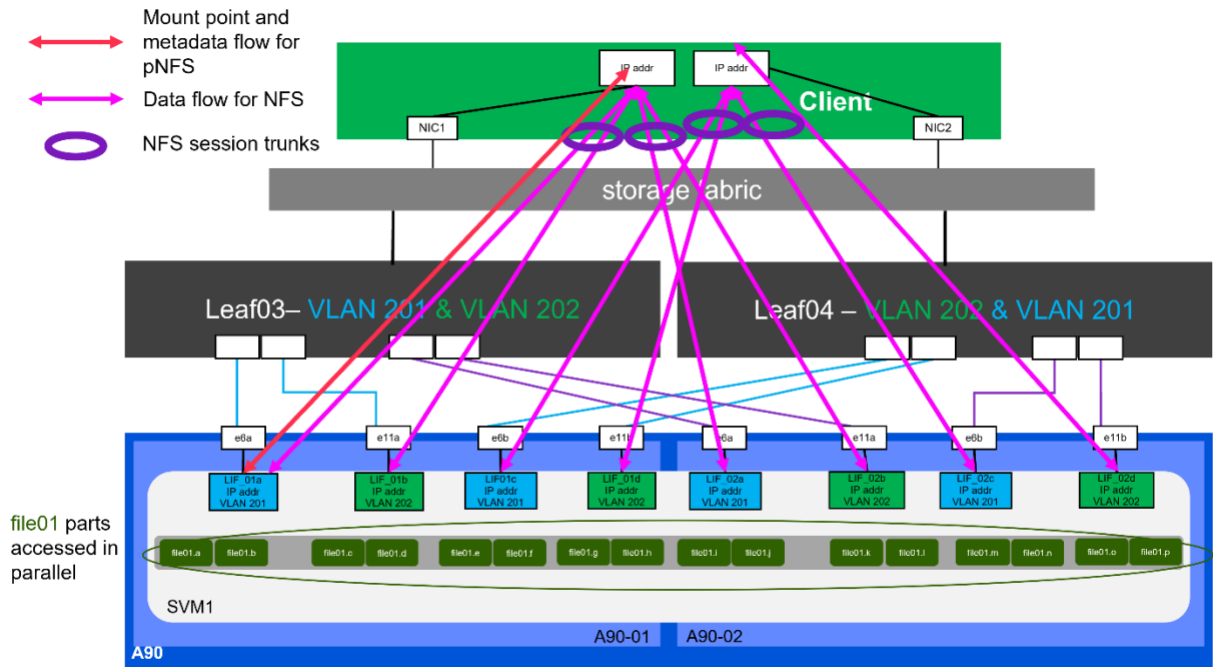 Mount point and
metadata flow for
pNFS
Data flow for NFS
NFS session trunks
IP addr
IP addr
Client
NIC1
NIC2
storage fabric
Leaf03– VLAN 201 & VLAN 202
Leaf04 – VLAN 202 & VLAN 201
e6a
e11a
e6b
e11b
e6a
e11a
e6b
e11b
LIF_01a
IP addr
VLAN 201
LIF_01b
IP addr
VLAN 202
LIF01c
IP addr
VLAN 201
LIF_01d
IP addr
VLAN 202
LIF_02a
IP addr
VLAN 201
LIF_02b
IP addr
VLAN 202
LIF_02c
IP addr
VLAN 201
LIF_02d
IP addr
VLAN 202
file01 parts
accessed in
parallel
file01.a
file01.b
file01.c
file01.d
file01.e
file01.f
file01.g
file01.h
file01.i
file01.j
file01.k
file01.l
file01.m
file01.n
file01.o
file01.p
SVM1
A90-01
A90-02
A90